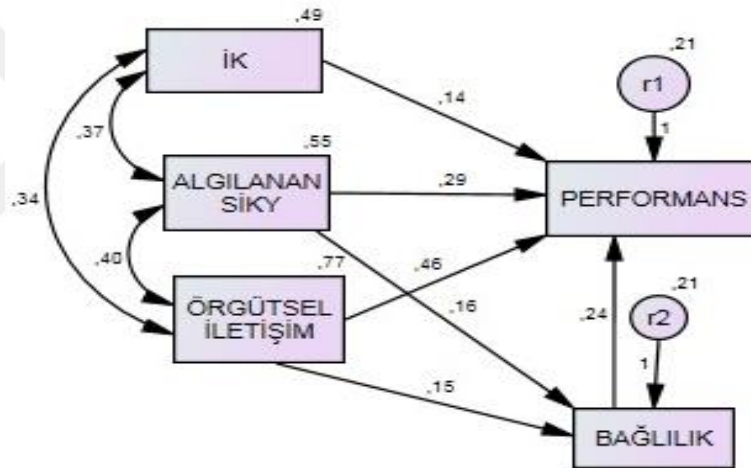 ,49
İK
,21
r1
,14
1
,37
,55
ALGILANAN
SİKY
,29
PERFORMANS
,34
,40
,77
,46
ÖRGÜTSEL
İLETİŞİM
,16
,21
r2
,24
1
,15
BAĞLILIK